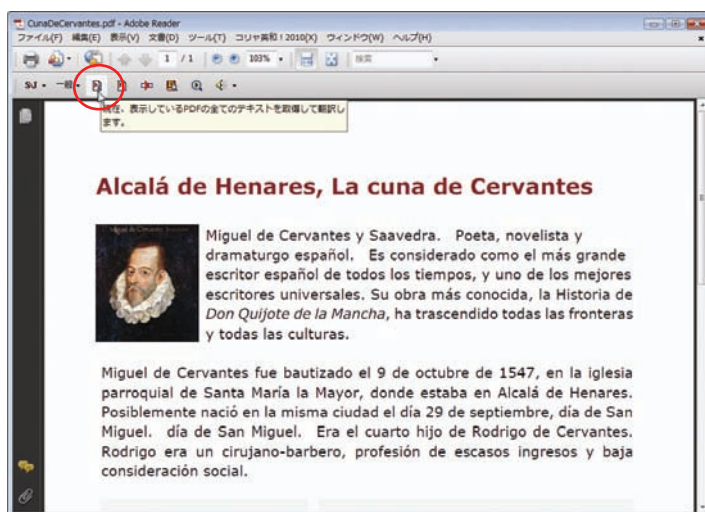 CunaDeCervantes.pdf - Adobe Reader
ファイル(F) 編集(E) 表示(V) 文書(D) ツール(T) コリャ英和!2010(X) ウィンドウ(W) ヘルプ(H)
1 / 1 103% 検索
SJ 一般
現在、表示しているPDFの全てのテキストを取得して翻訳し
ます。
Alcalá de Henares, La cuna de Cervantes
Miguel de Cervantes y Saavedra. Poeta, novelista y
dramaturgo español. Es considerado como el más grande
escritor español de todos los tiempos, y uno de los mejores
escritores universales. Su obra más conocida, la Historia de
Don Quijote de la Mancha, ha trascendido todas las fronteras
y todas las culturas.
Miguel de Cervantes fue bautizado el 9 de octubre de 1547, en la iglesia
parroquial de Santa María la Mayor, donde estaba en Alcalá de Henares.
Posiblemente nació en la misma ciudad el día 29 de septiembre, día de San
Miguel. día de San Miguel. Era el cuarto hijo de Rodrigo de Cervantes.
Rodrigo era un cirujano-barbero, profesión de escasos ingresos y baja
consideración social.